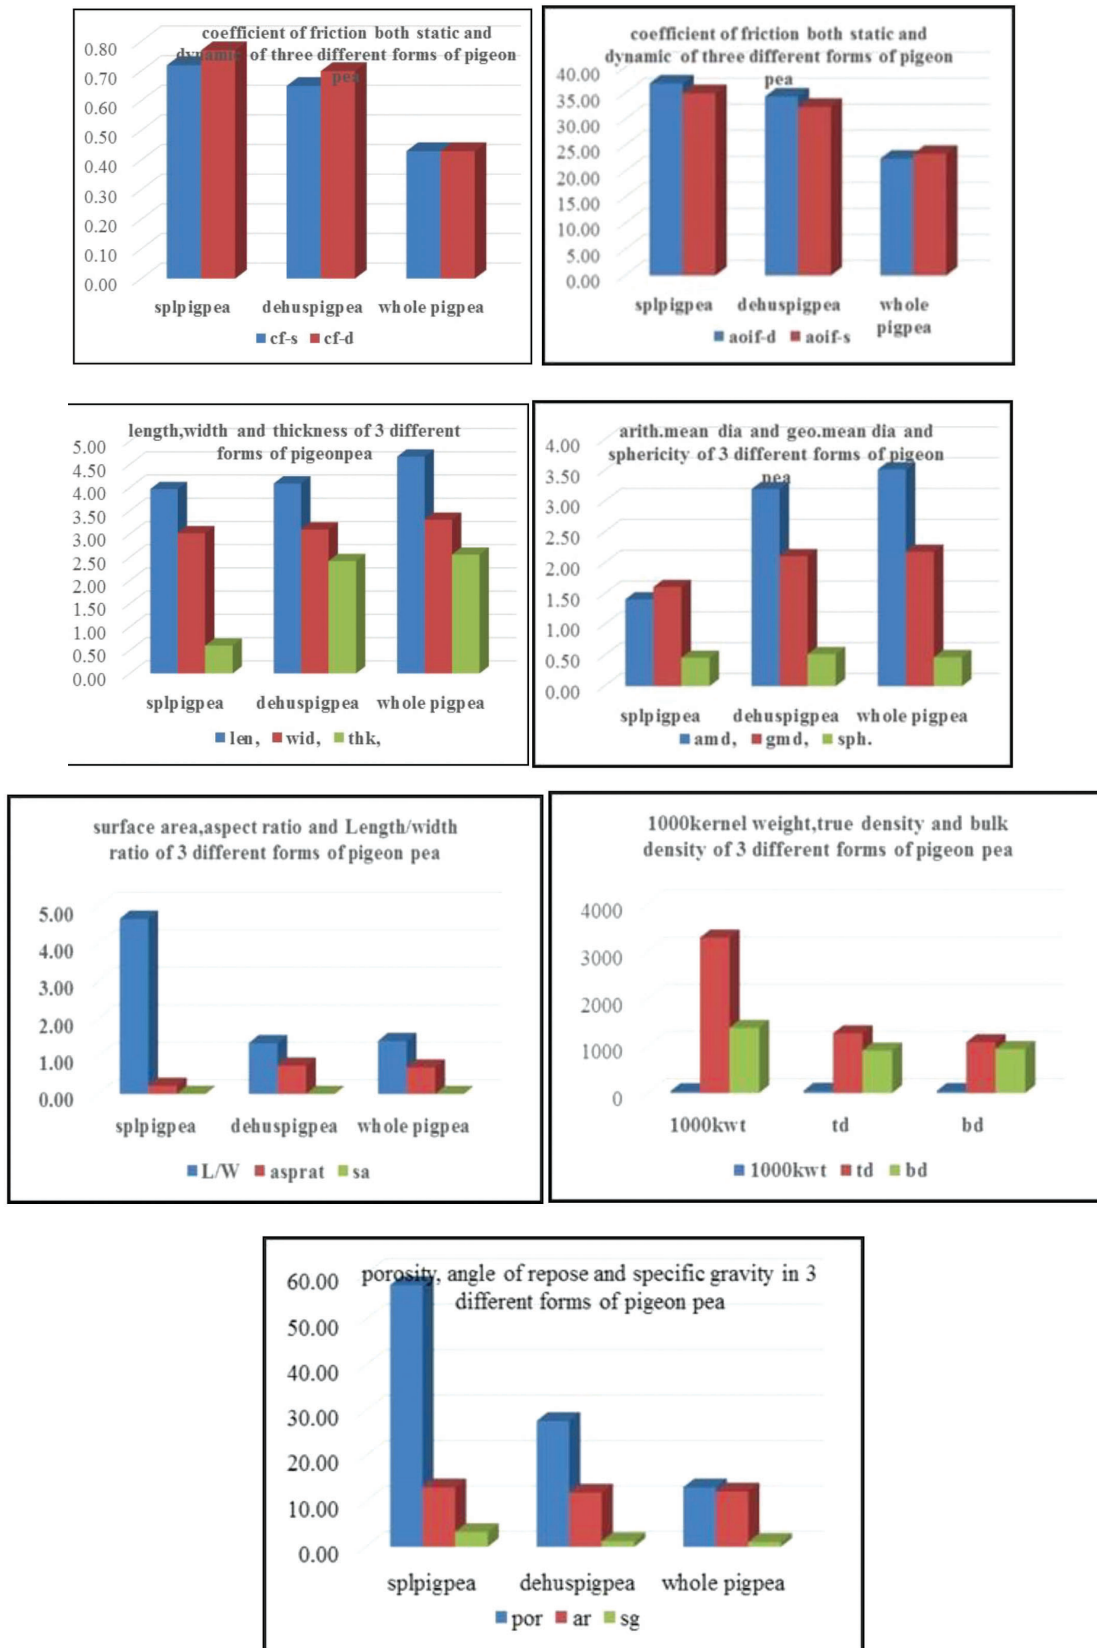 coefficient of friction both static and
dynamic of three different forms of pigeon
pea
0.80
0.70
0.60
0.50
0.40
0.30
0.20
0.10
0.00
splpigpea dehuspigpea whole pigpea
cf-s cf-d
coefficient of friction both static and
dynamic of three different forms of pigeon
pea
40.00
35.00
30.00
25.00
20.00
15.00
10.00
5.00
0.00
splpigpea dehuspigpea whole
pigpea
aoif-d aoif-s
length,width and thickness of 3 different
forms of pigeonpea
5.00
4.50
4.00
3.50
3.00
2.50
2.00
1.50
1.00
0.50
0.00
splpigpea dehuspigpea whole pigpea
len, wid, thk,
arith.mean dia and geo.mean dia and
sphericity of 3 different forms of pigeon
pea
4.00
3.50
3.00
2.50
2.00
1.50
1.00
0.50
0.00
splpigpea dehuspigpea whole pigpea
amd, gmd, sph.
surface area,aspect ratio and Length/width
ratio of 3 different forms of pigeon pea
5.00
4.00
3.00
2.00
1.00
0.00
splpigpea dehuspigpea whole pigpea
L/W asprat sa
1000kernel weight,true density and bulk
density of 3 different forms of pigeon pea
4000
3000
2000
1000
0
1000kwt td bd
1000kwt td bd
porosity, angle of repose and specific gravity in 3
different forms of pigeon pea
60.00
50.00
40.00
30.00
20.00
10.00
0.00
splpigpea dehuspigpea whole pigpea
por ar sg